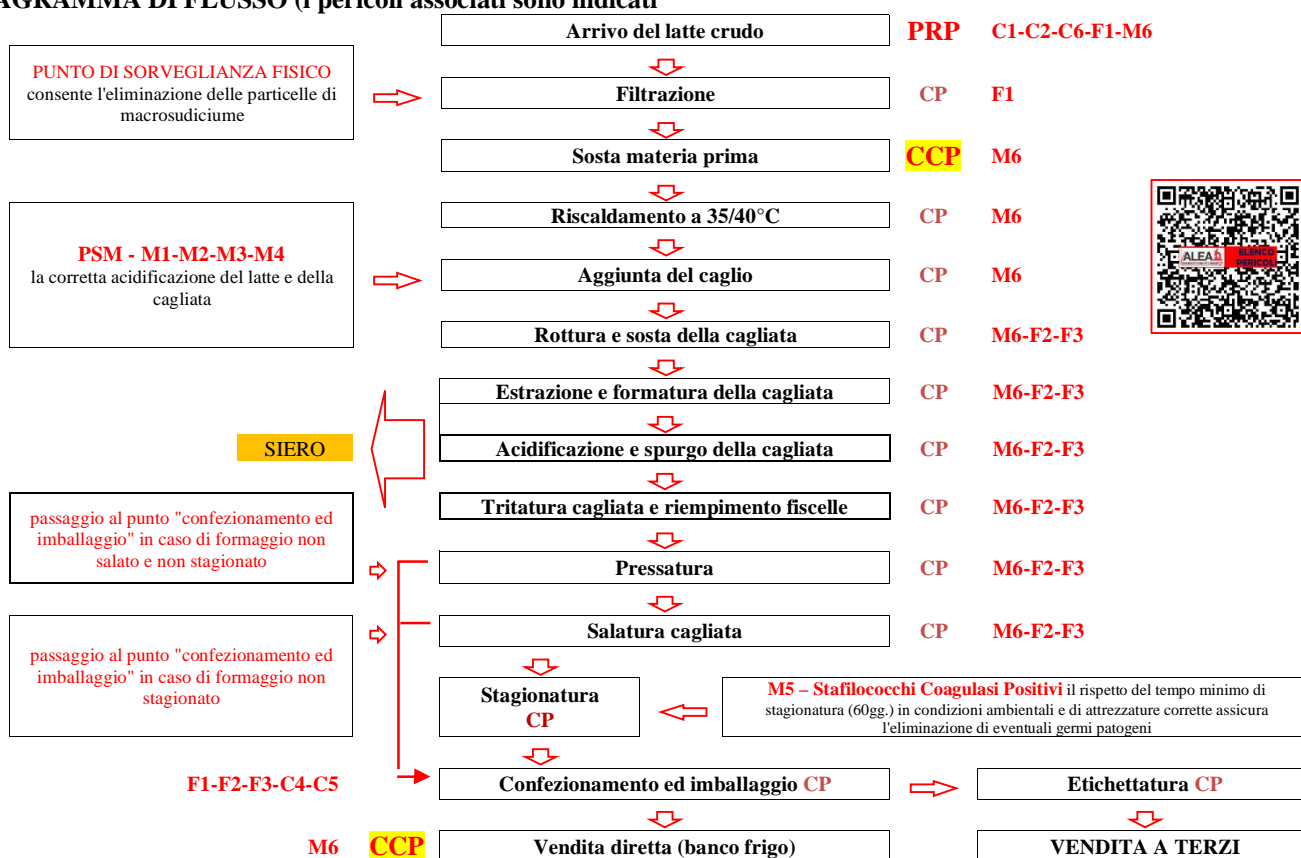 AGRAMMA DI FLUSSO (i pericoli associati sono indicati
Arrivo del latte crudo PRP C1-C2-C6-F1-M6
PUNTO DI SORVEGLIANZA FISICO
consente l'eliminazione delle particelle di
macrosudiciume
Filtrazione CP F1
Sosta materia prima CCP M6
Riscaldamento a 35/40°C CP M6
PSM - M1-M2-M3-M4
la corretta acidificazione del latte e della
cagliata
Aggiunta del caglio CP M6
ALEA
ELENCO
PERICOLI
Rottura e sosta della cagliata CP M6-F2-F3
Estrazione e formatura della cagliata CP M6-F2-F3
SIERO
Acidificazione e spurgo della cagliata CP M6-F2-F3
Tritatura cagliata e riempimento fiscelle CP M6-F2-F3
passaggio al punto "confezionamento ed
imballaggio" in caso di formaggio non
salato e non stagionato
Pressatura CP M6-F2-F3
Salatura cagliata CP M6-F2-F3
passaggio al punto "confezionamento ed
imballaggio" in caso di formaggio non
stagionato
Stagionatura
CP
M5 – Stafilococchi Coagulasi Positivi il rispetto del tempo minimo di
stagionatura (60gg.) in condizioni ambientali e di attrezzature corrette assicura
l'eliminazione di eventuali germi patogeni
F1-F2-F3-C4-C5
Confezionamento ed imballaggio CP
Etichettatura CP
M6 CCP Vendita diretta (banco frigo)
VENDITA A TERZI